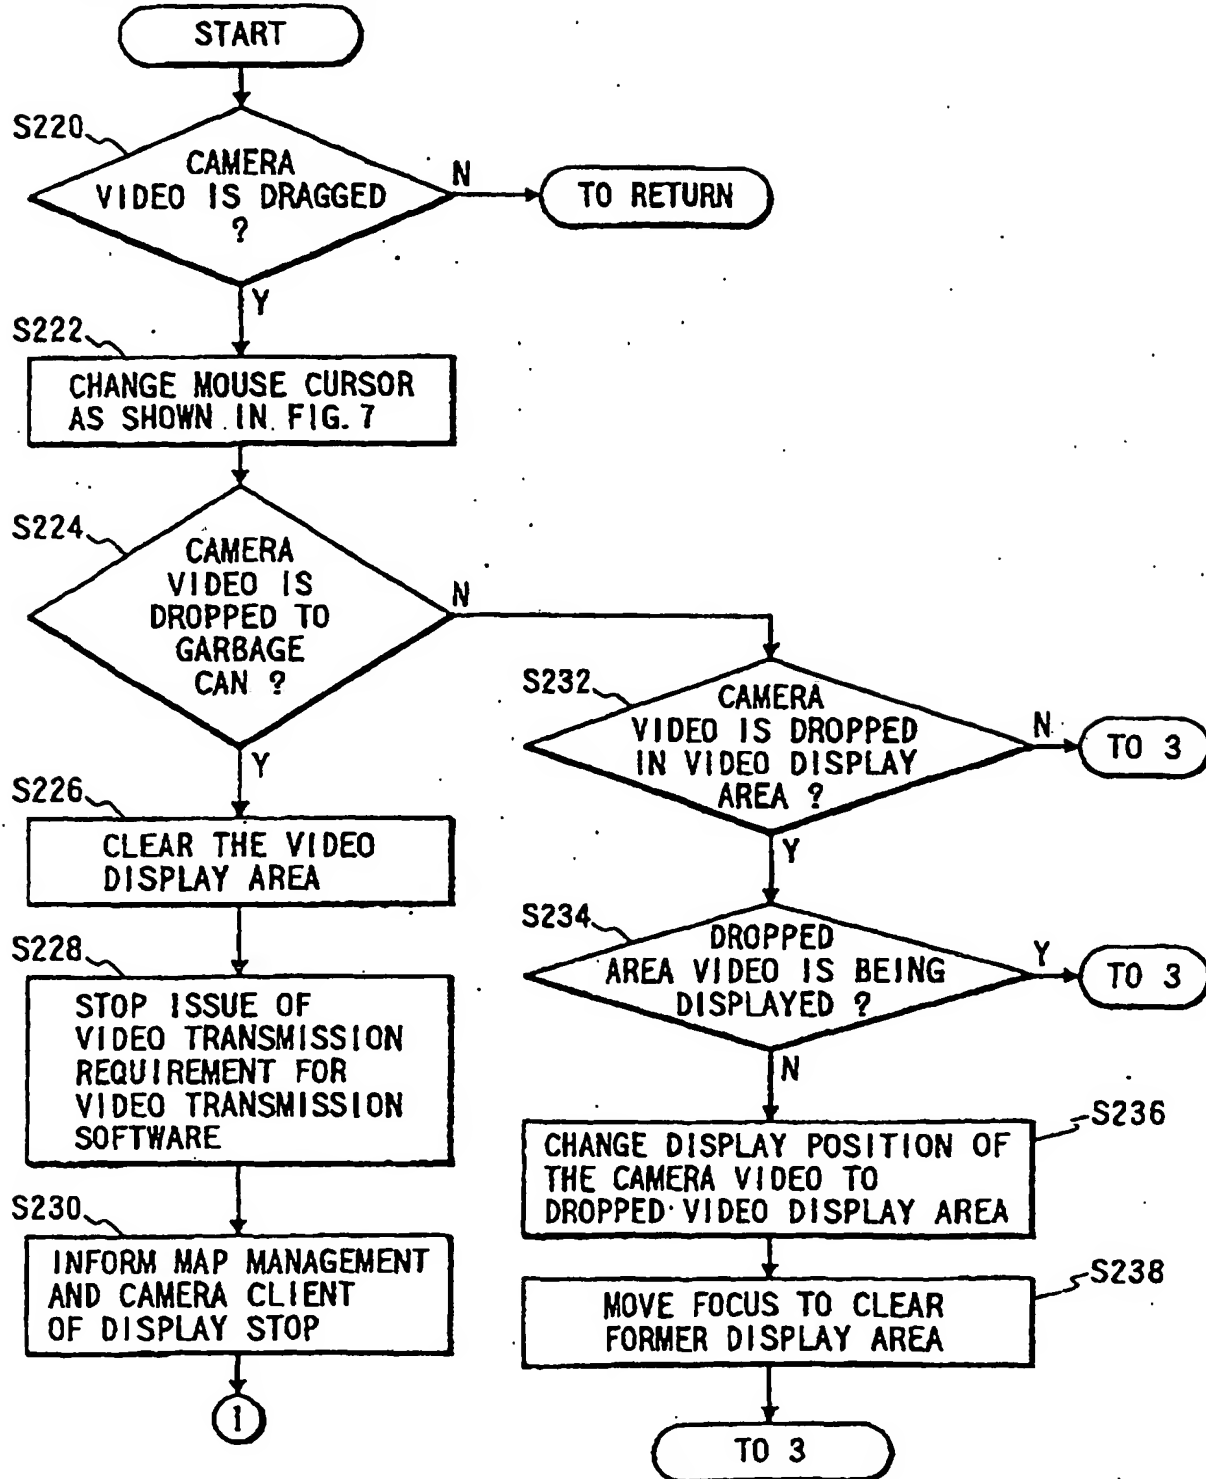 START
S220
CAMERA
VIDEO IS DRAGGED
?
N
TO RETURN
Y
S222
CHANGE MOUSE CURSOR
AS SHOWN IN FIG. 7
S224
CAMERA
VIDEO IS
DROPPED TO
GARBAGE
CAN ?
N
Y
S226
CLEAR THE VIDEO
DISPLAY AREA
S228
STOP ISSUE OF
VIDEO TRANSMISSION
REQUIREMENT FOR
VIDEO TRANSMISSION
SOFTWARE
S230
INFORM MAP MANAGEMENT
AND CAMERA CLIENT
OF DISPLAY STOP
1
S232
CAMERA
VIDEO IS DROPPED
IN VIDEO DISPLAY
AREA ?
N
TO 3
Y
S234
DROPPED
AREA VIDEO IS BEING
DISPLAYED ?
Y
TO 3
N
S236
CHANGE DISPLAY POSITION OF
THE CAMERA VIDEO TO
DROPPED VIDEO DISPLAY AREA
S238
MOVE FOCUS TO CLEAR
FORMER DISPLAY AREA
TO 3